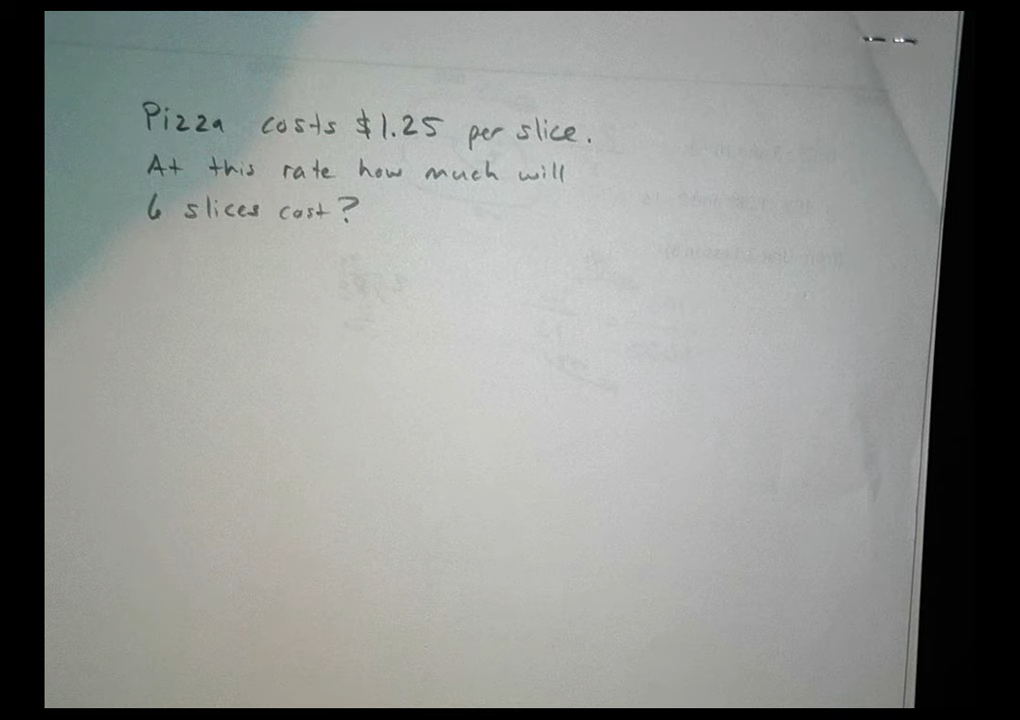 Pizza costs $1.25 per slice.
At this rate how much will
6 slices cost?